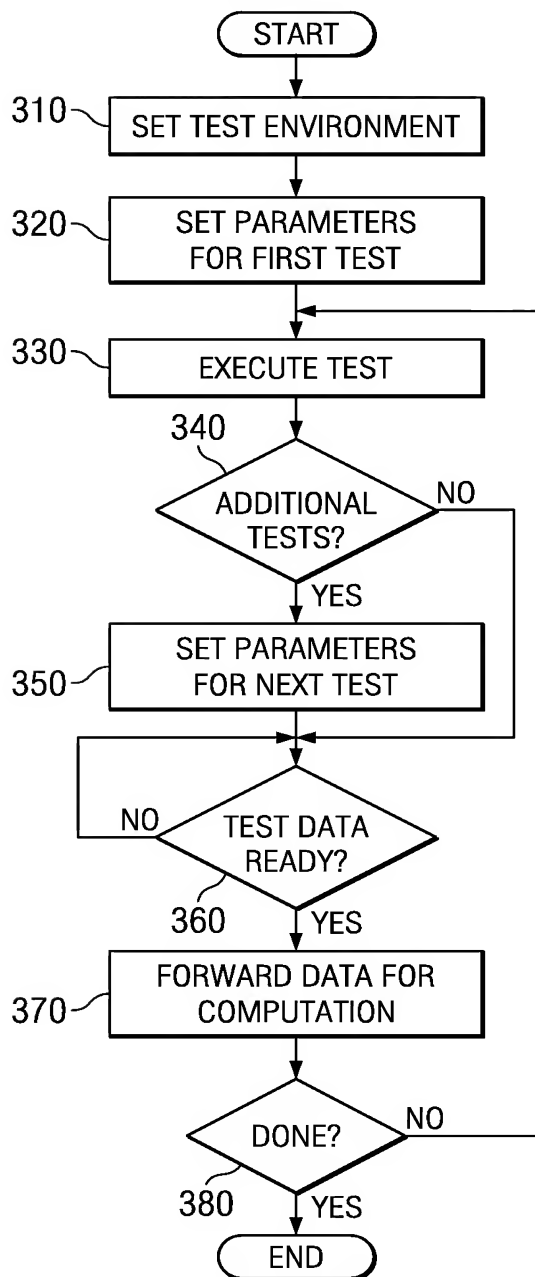 START
310
SET TEST ENVIRONMENT
320
SET PARAMETERS
FOR FIRST TEST
330
EXECUTE TEST
340
ADDITIONAL
TESTS?
NO
YES
350
SET PARAMETERS
FOR NEXT TEST
NO
TEST DATA
READY?
360
YES
370
FORWARD DATA FOR
COMPUTATION
DONE?
NO
380
YES
END